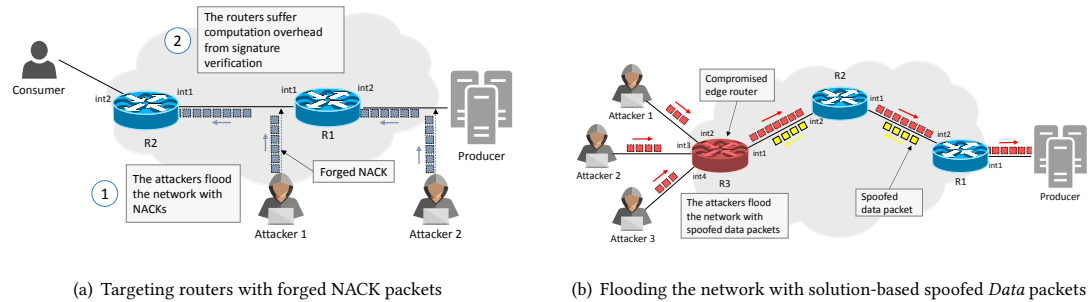 2
The routers suffer
computation overhead
from signature
verification
Consumer
int2
int1
R2
int1
int2
R1
Producer
Forged NACK
1
The attackers flood
the network with
NACKs
Attacker 1
Attacker 2
(a) Targeting routers with forged NACK packets
Attacker 1
Compromised
edge router
R2
int1
int2
int2
int3
Attacker 2
int1
int4
R3
int2
R1
int1
Producer
The attackers flood
the network with
spoofed data packets
Spoofed
data packet
Attacker 3
(b) Flooding the network with solution-based spoofed Data packets